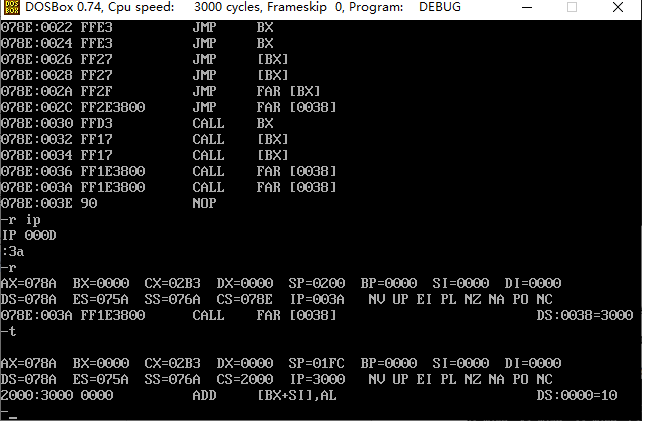 DOSBox 0.74, Cpu speed: 3000 cycles, Frameskip 0, Program: DEBUG
078E:0022 FFE3 JMP BX
078E:0024 FFE3 JMP BX
078E:0026 FF27 JMP [BX]
078E:0028 FF27 JMP [BX]
078E:002A FF2F JMP FAR [BX]
078E:002C FF2E3800 JMP FAR [0038]
078E:0030 FFD3 CALL BX
078E:0032 FF17 CALL [BX]
078E:0034 FF17 CALL [BX]
078E:0036 FF1E3800 CALL FAR [0038]
078E:003A FF1E3800 CALL FAR [0038]
078E:003E 90 NOP
-r ip
IP 000D
:3a
-r
AX=078A BX=0000 CX=02B3 DX=0000 SP=0200 BP=0000 SI=0000 DI=0000
DS=078A ES=075A SS=076A CS=078E IP=003A NV UP EI PL NZ NA PO NC
078E:003A FF1E3800 CALL FAR [0038] DS:0038=3000
-t
AX=078A BX=0000 CX=02B3 DX=0000 SP=01FC BP=0000 SI=0000 DI=0000
DS=078A ES=075A SS=076A CS=2000 IP=3000 NV UP EI PL NZ NA PO NC
2000:3000 0000 ADD [BX+SI],AL DS:0000=10
-_